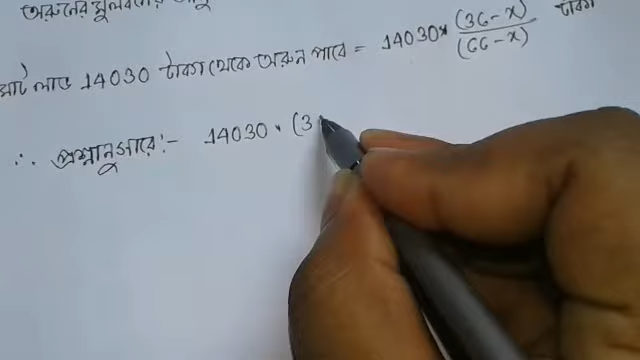 অরুনের মূলধনের অনু
মোট লাভ 14030 টাকা থেকে অরুন পাবে = 14030 * (36-x)/(66-x) টাকা
∴ প্রশ্নানুসারে :- 14030 * (3